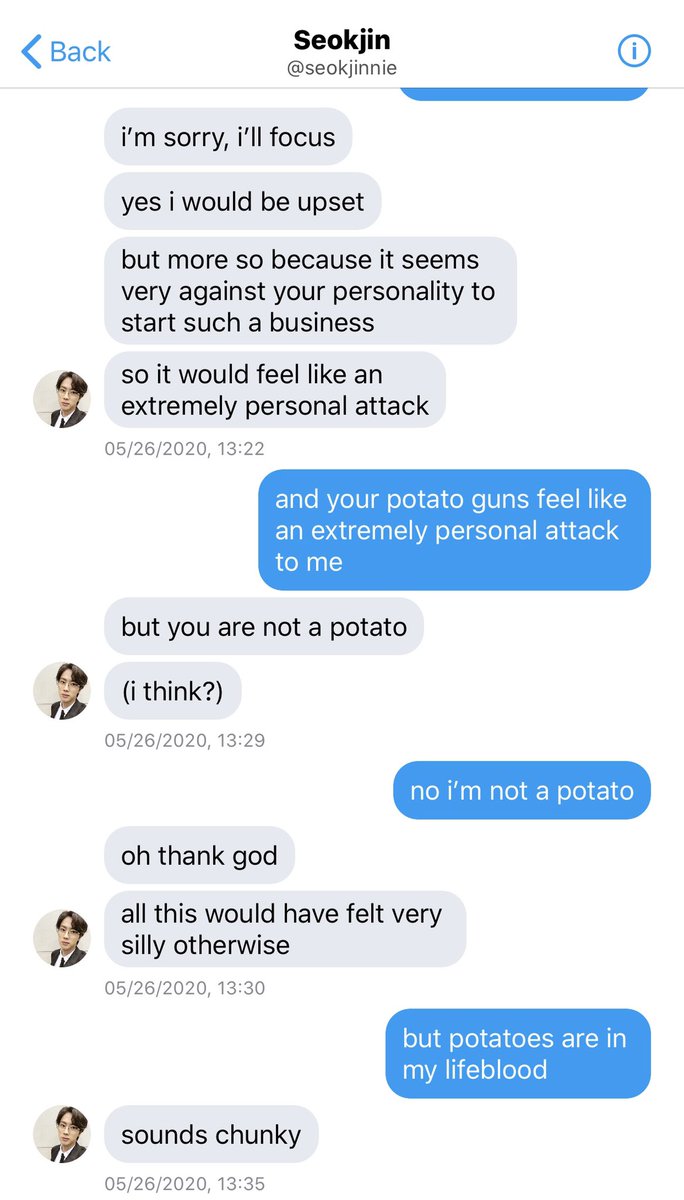 Back
Seokjin
@seokjinnie
i’m sorry, i’ll focus
yes i would be upset
but more so because it seems
very against your personality to
start such a business
so it would feel like an
extremely personal attack
05/26/2020, 13:22
and your potato guns feel like
an extremely personal attack
to me
but you are not a potato
(i think?)
05/26/2020, 13:29
no i’m not a potato
oh thank god
all this would have felt very
silly otherwise
05/26/2020, 13:30
but potatoes are in
my lifeblood
sounds chunky
05/26/2020, 13:35